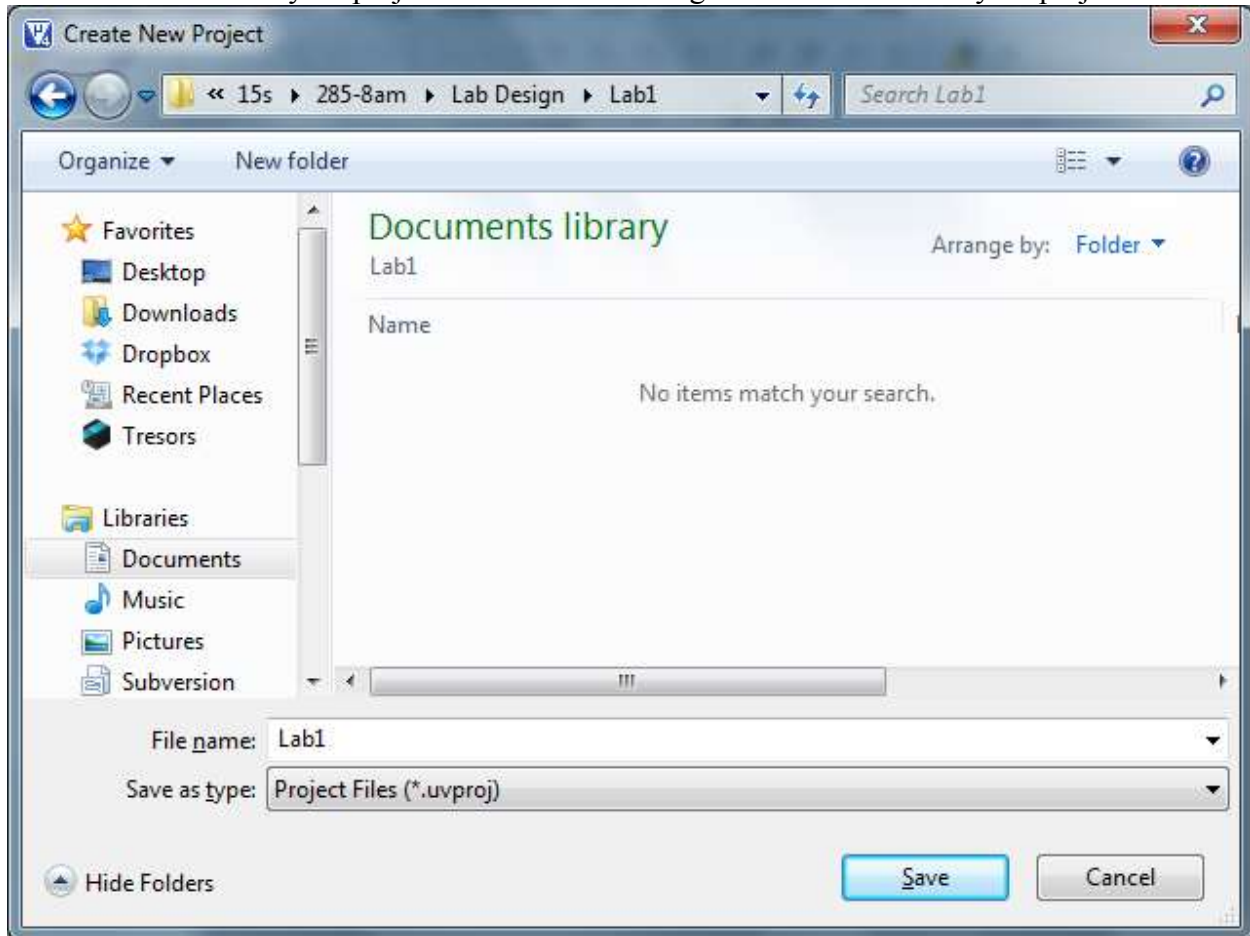 Create New Project
« 15s ▸ 285-8am ▸ Lab Design ▸ Lab1
Search Lab1
Organize
New folder
Favorites
Desktop
Downloads
Dropbox
Recent Places
Tresors
Libraries
Documents
Music
Pictures
Subversion
Documents library
Lab1
Arrange by: Folder
Name
No items match your search.
File name: Lab1
Save as type: Project Files (*.uvproj)
Hide Folders
Save
Cancel